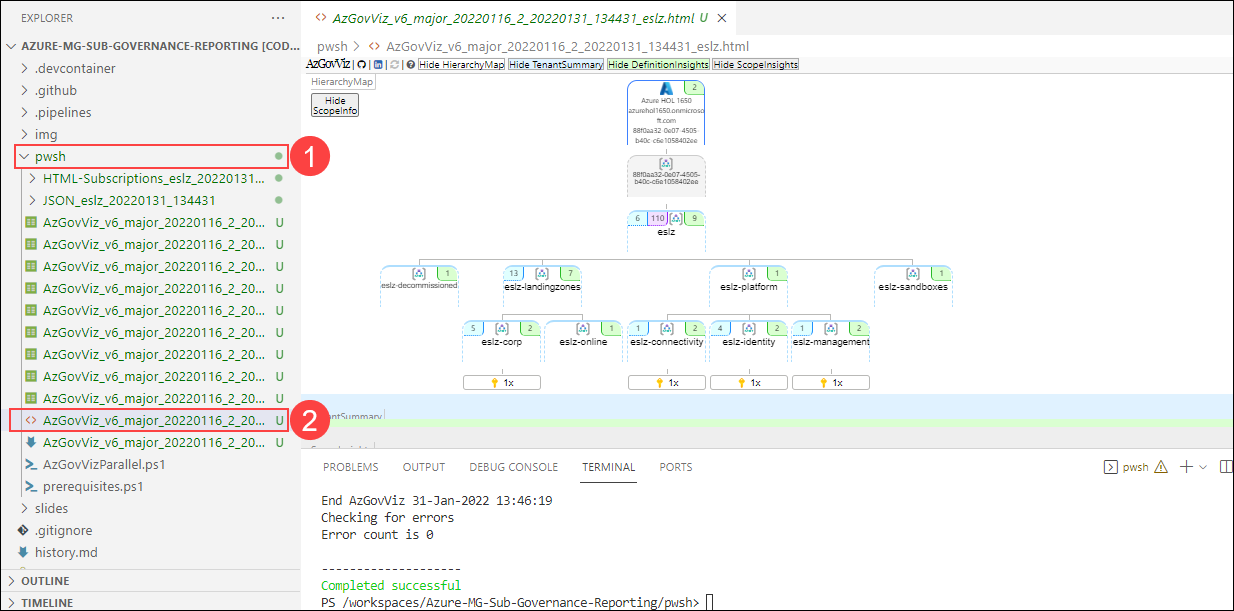 EXPLORER
AZURE-MG-SUB-GOVERNANCE-REPORTING [COD...
.devcontainer
.github
.pipelines
img
pwsh
1
HTML-Subscriptions_eslz_20220131...
JSON_eslz_20220131_134431
AzGovViz_v6_major_20220116_2_20... U
AzGovViz_v6_major_20220116_2_20... U
AzGovViz_v6_major_20220116_2_20... U
AzGovViz_v6_major_20220116_2_20... U
AzGovViz_v6_major_20220116_2_20... U
AzGovViz_v6_major_20220116_2_20... U
AzGovViz_v6_major_20220116_2_20... U
AzGovViz_v6_major_20220116_2_20... U
AzGovViz_v6_major_20220116_2_20... U
AzGovViz_v6_major_20220116_2_20... U
2
AzGovViz_v6_major_20220116_2_20... U
AzGovVizParallel.ps1
prerequisites.ps1
slides
.gitignore
history.md
OUTLINE
TIMELINE
AzGovViz_v6_major_20220116_2_20220131_134431_eslz.html U
pwsh > AzGovViz_v6_major_20220116_2_20220131_134431_eslz.html
AzGovViz | | | | Hide HierarchyMap Hide TenantSummary Hide DefinitionInsights Hide ScopeInsights
HierarchyMap
Hide
ScopeInfo
2
Azure HOL 1650
azurehol1650.onmicroso
ft.com
88f0aa32-0e07-4505-
b40c-c6e1058402ee
88f0aa32-0e07-4505-
b40c-c6e1058402ee
6 110 9
eslz
1
eslz-decommissioned
13 7
eslz-landingzones
1
eslz-platform
1
eslz-sandboxes
5 2
eslz-corp
1
eslz-online
1 2
eslz-connectivity
4 2
eslz-identity
1 2
eslz-management
1x
1x
1x
1x
PROBLEMS OUTPUT DEBUG CONSOLE TERMINAL PORTS
pwsh
End AzGovViz 31-Jan-2022 13:46:19
Checking for errors
Error count is 0
--------------------
Completed successful
PS /workspaces/Azure-MG-Sub-Governance-Reporting/pwsh>